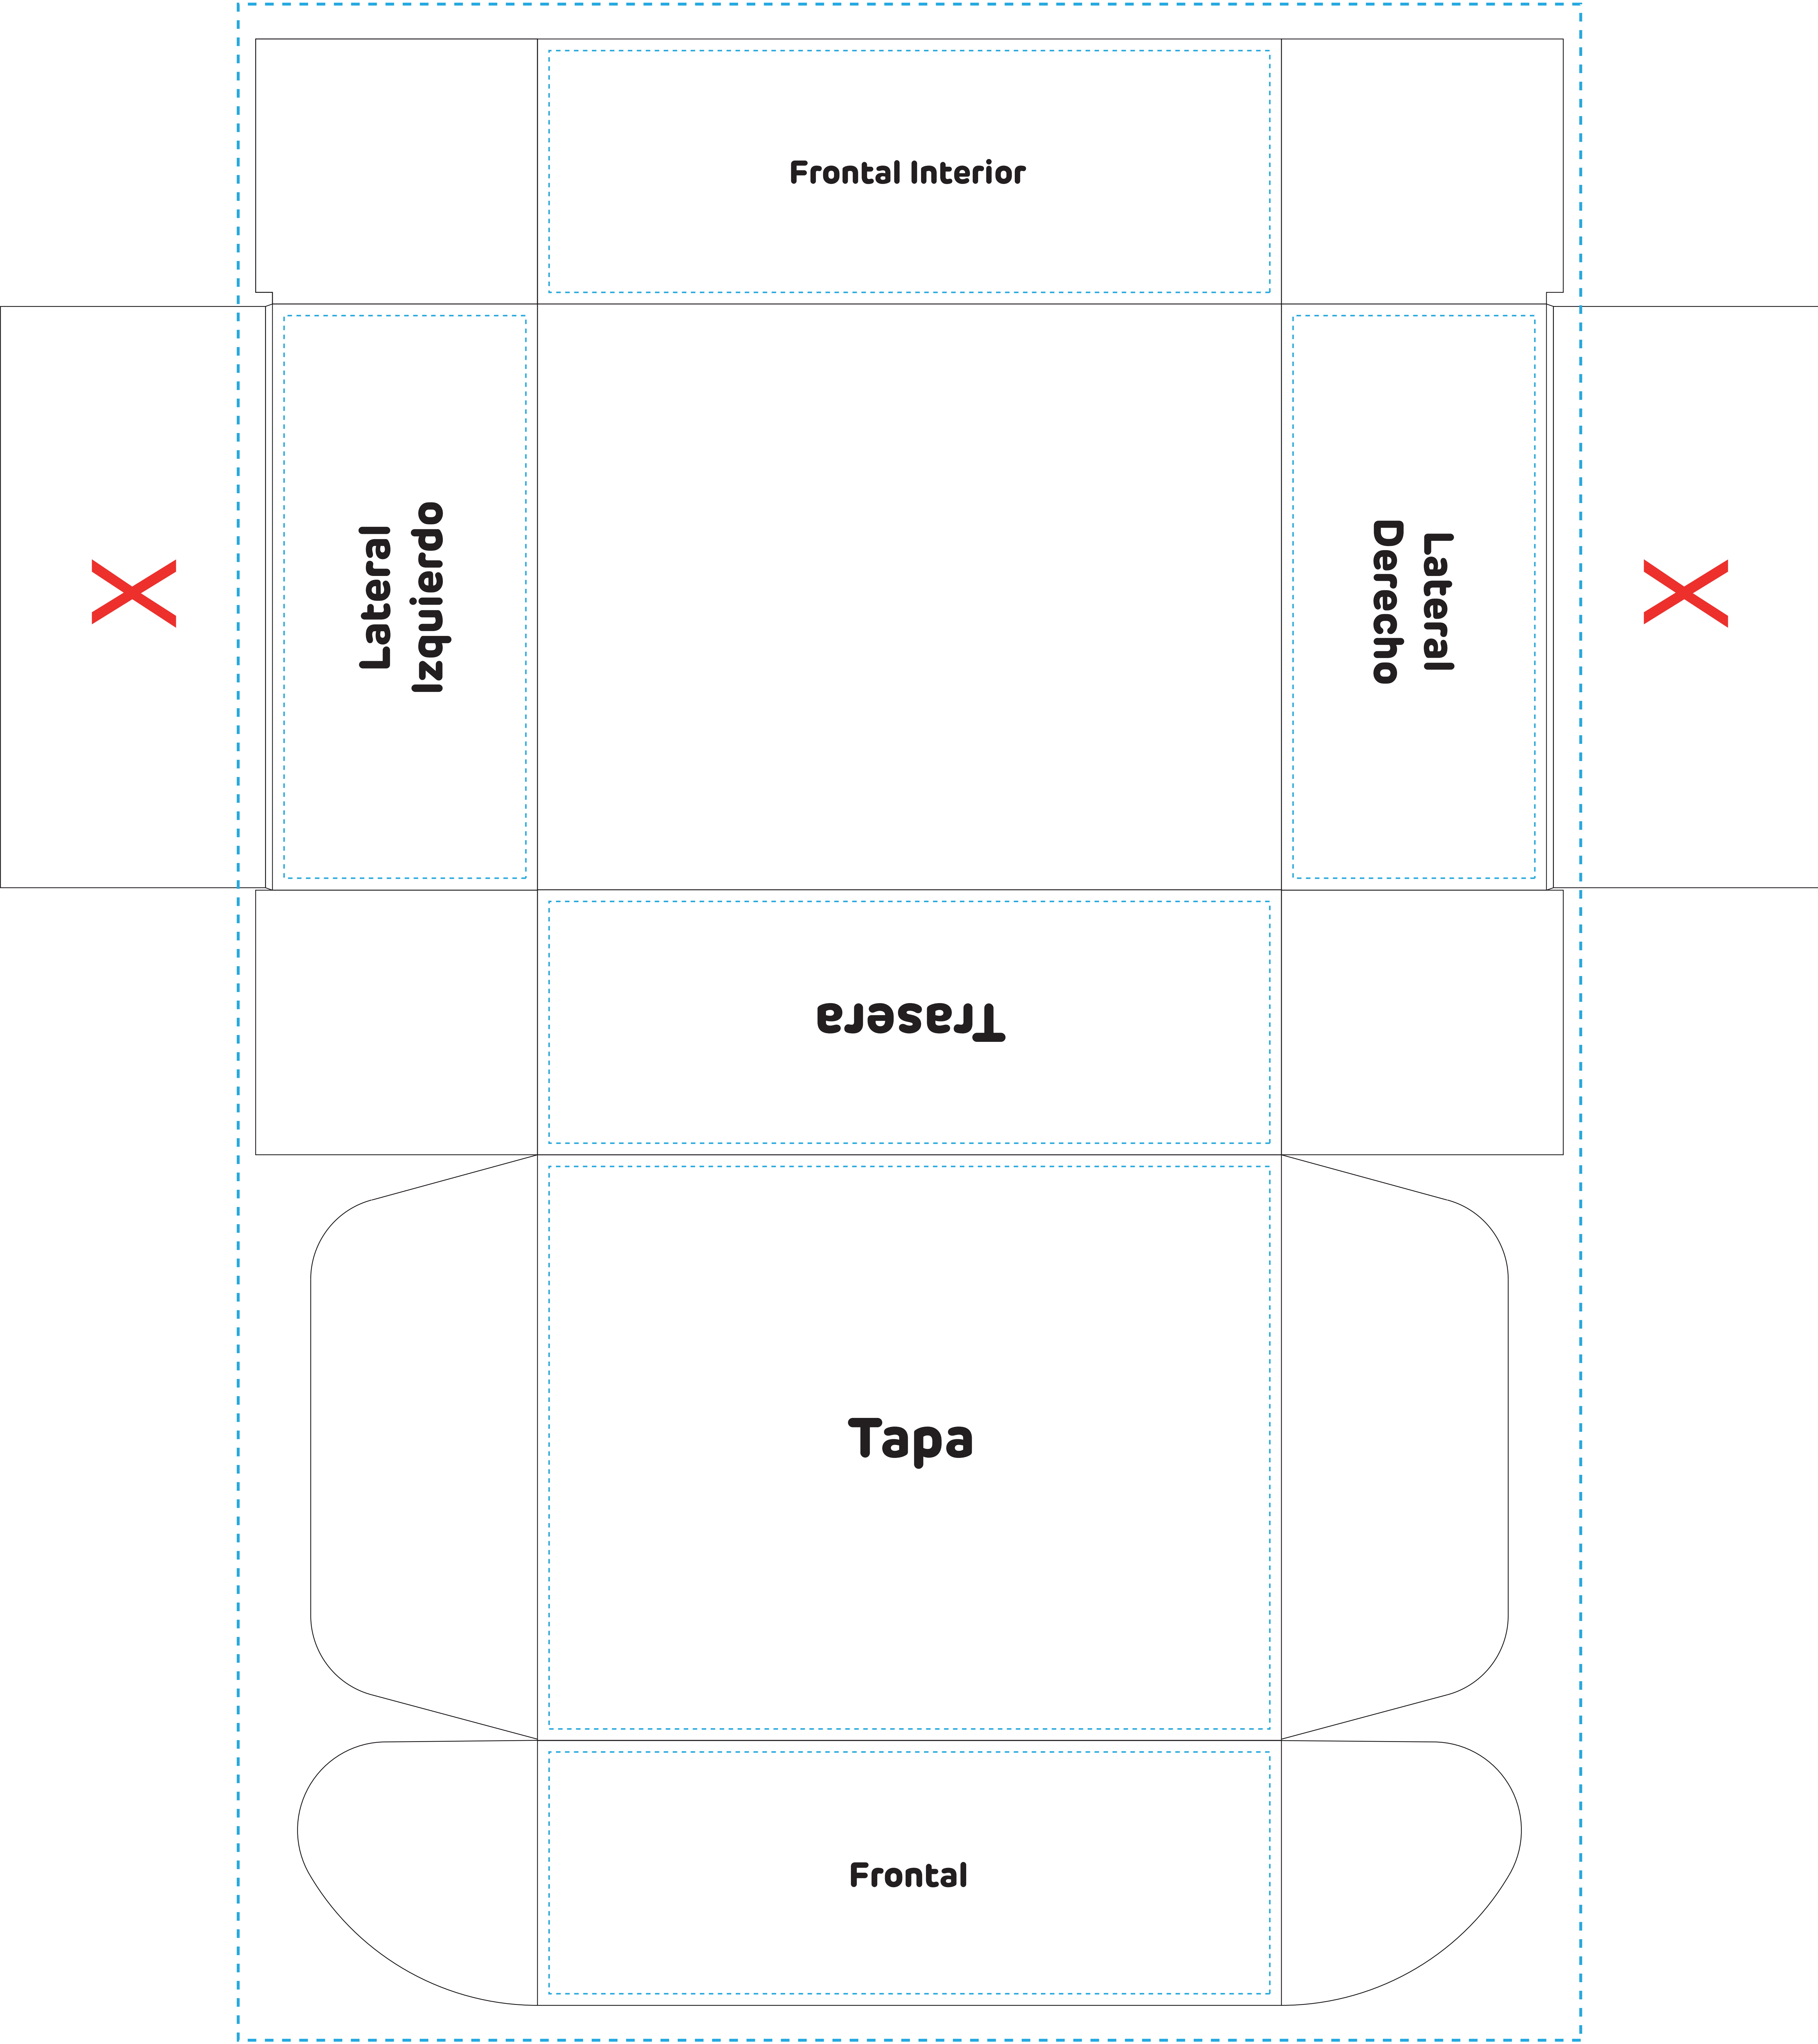 Frontal Interior
X
Lateral
Izquierdo
Lateral
Derecho
X
Trasera
Tapa
Frontal